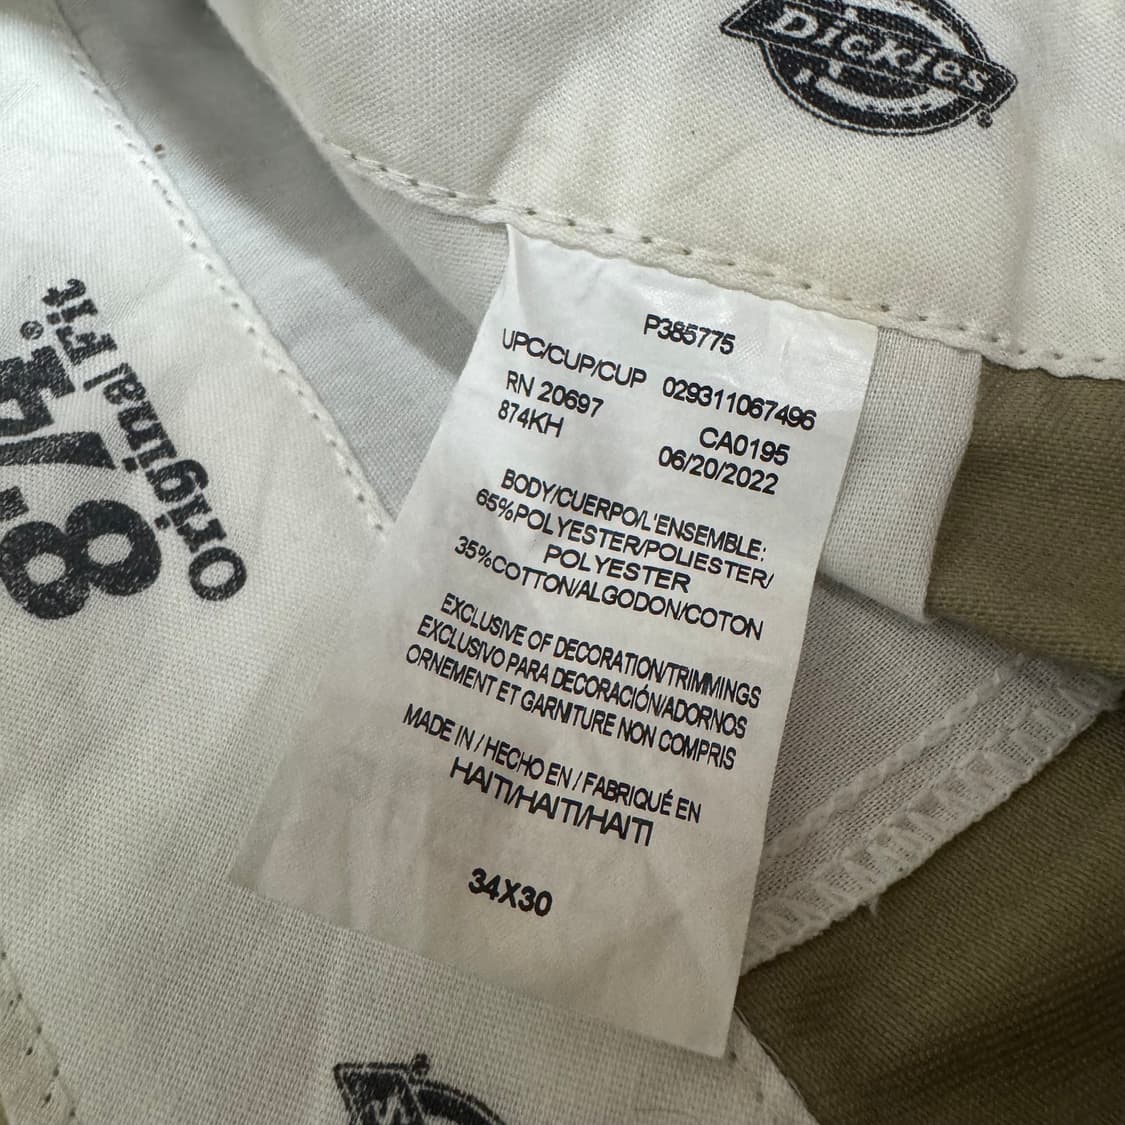 Dickies
®
874®
Original Fit
P385775
UPC/CUP/CUP 029311067496
RN 20697 CA0195
874KH 06/20/2022
BODY/CUERPO/L'ENSEMBLE:
65%POLYESTER/POLIESTER/
POLYESTER
35%COTTON/ALGODON/COTON
EXCLUSIVE OF DECORATION/TRIMMINGS
EXCLUSIVO PARA DECORACIÓN/ADORNOS
ORNEMENT ET GARNITURE NON COMPRIS
MADE IN / HECHO EN / FABRIQUÉ EN
HAITI/HAITI/HAITI
34X30